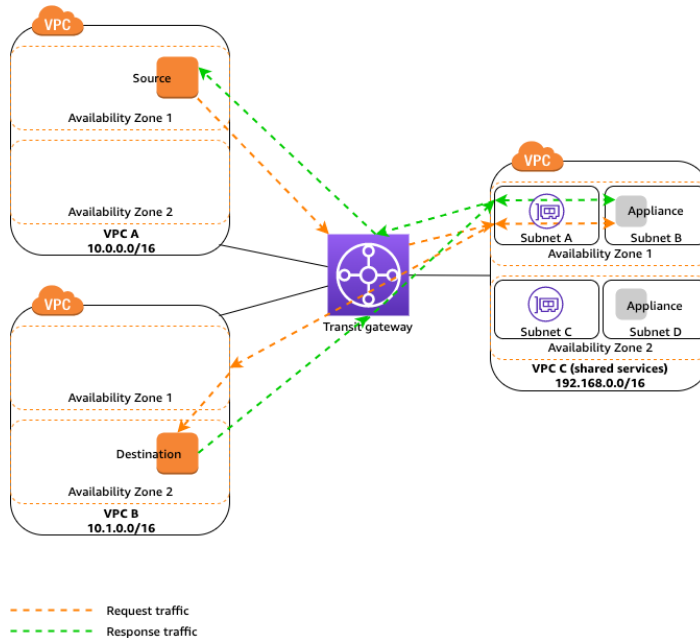 VPC
Source
Availability Zone 1
Availability Zone 2
VPC A
10.0.0.0/16
VPC
Appliance
Subnet A
Subnet B
Availability Zone 1
Appliance
Subnet C
Subnet D
Availability Zone 2
VPC C (shared services)
192.168.0.0/16
Transit gateway
VPC
Availability Zone 1
Destination
Availability Zone 2
VPC B
10.1.0.0/16
Request traffic
Response traffic